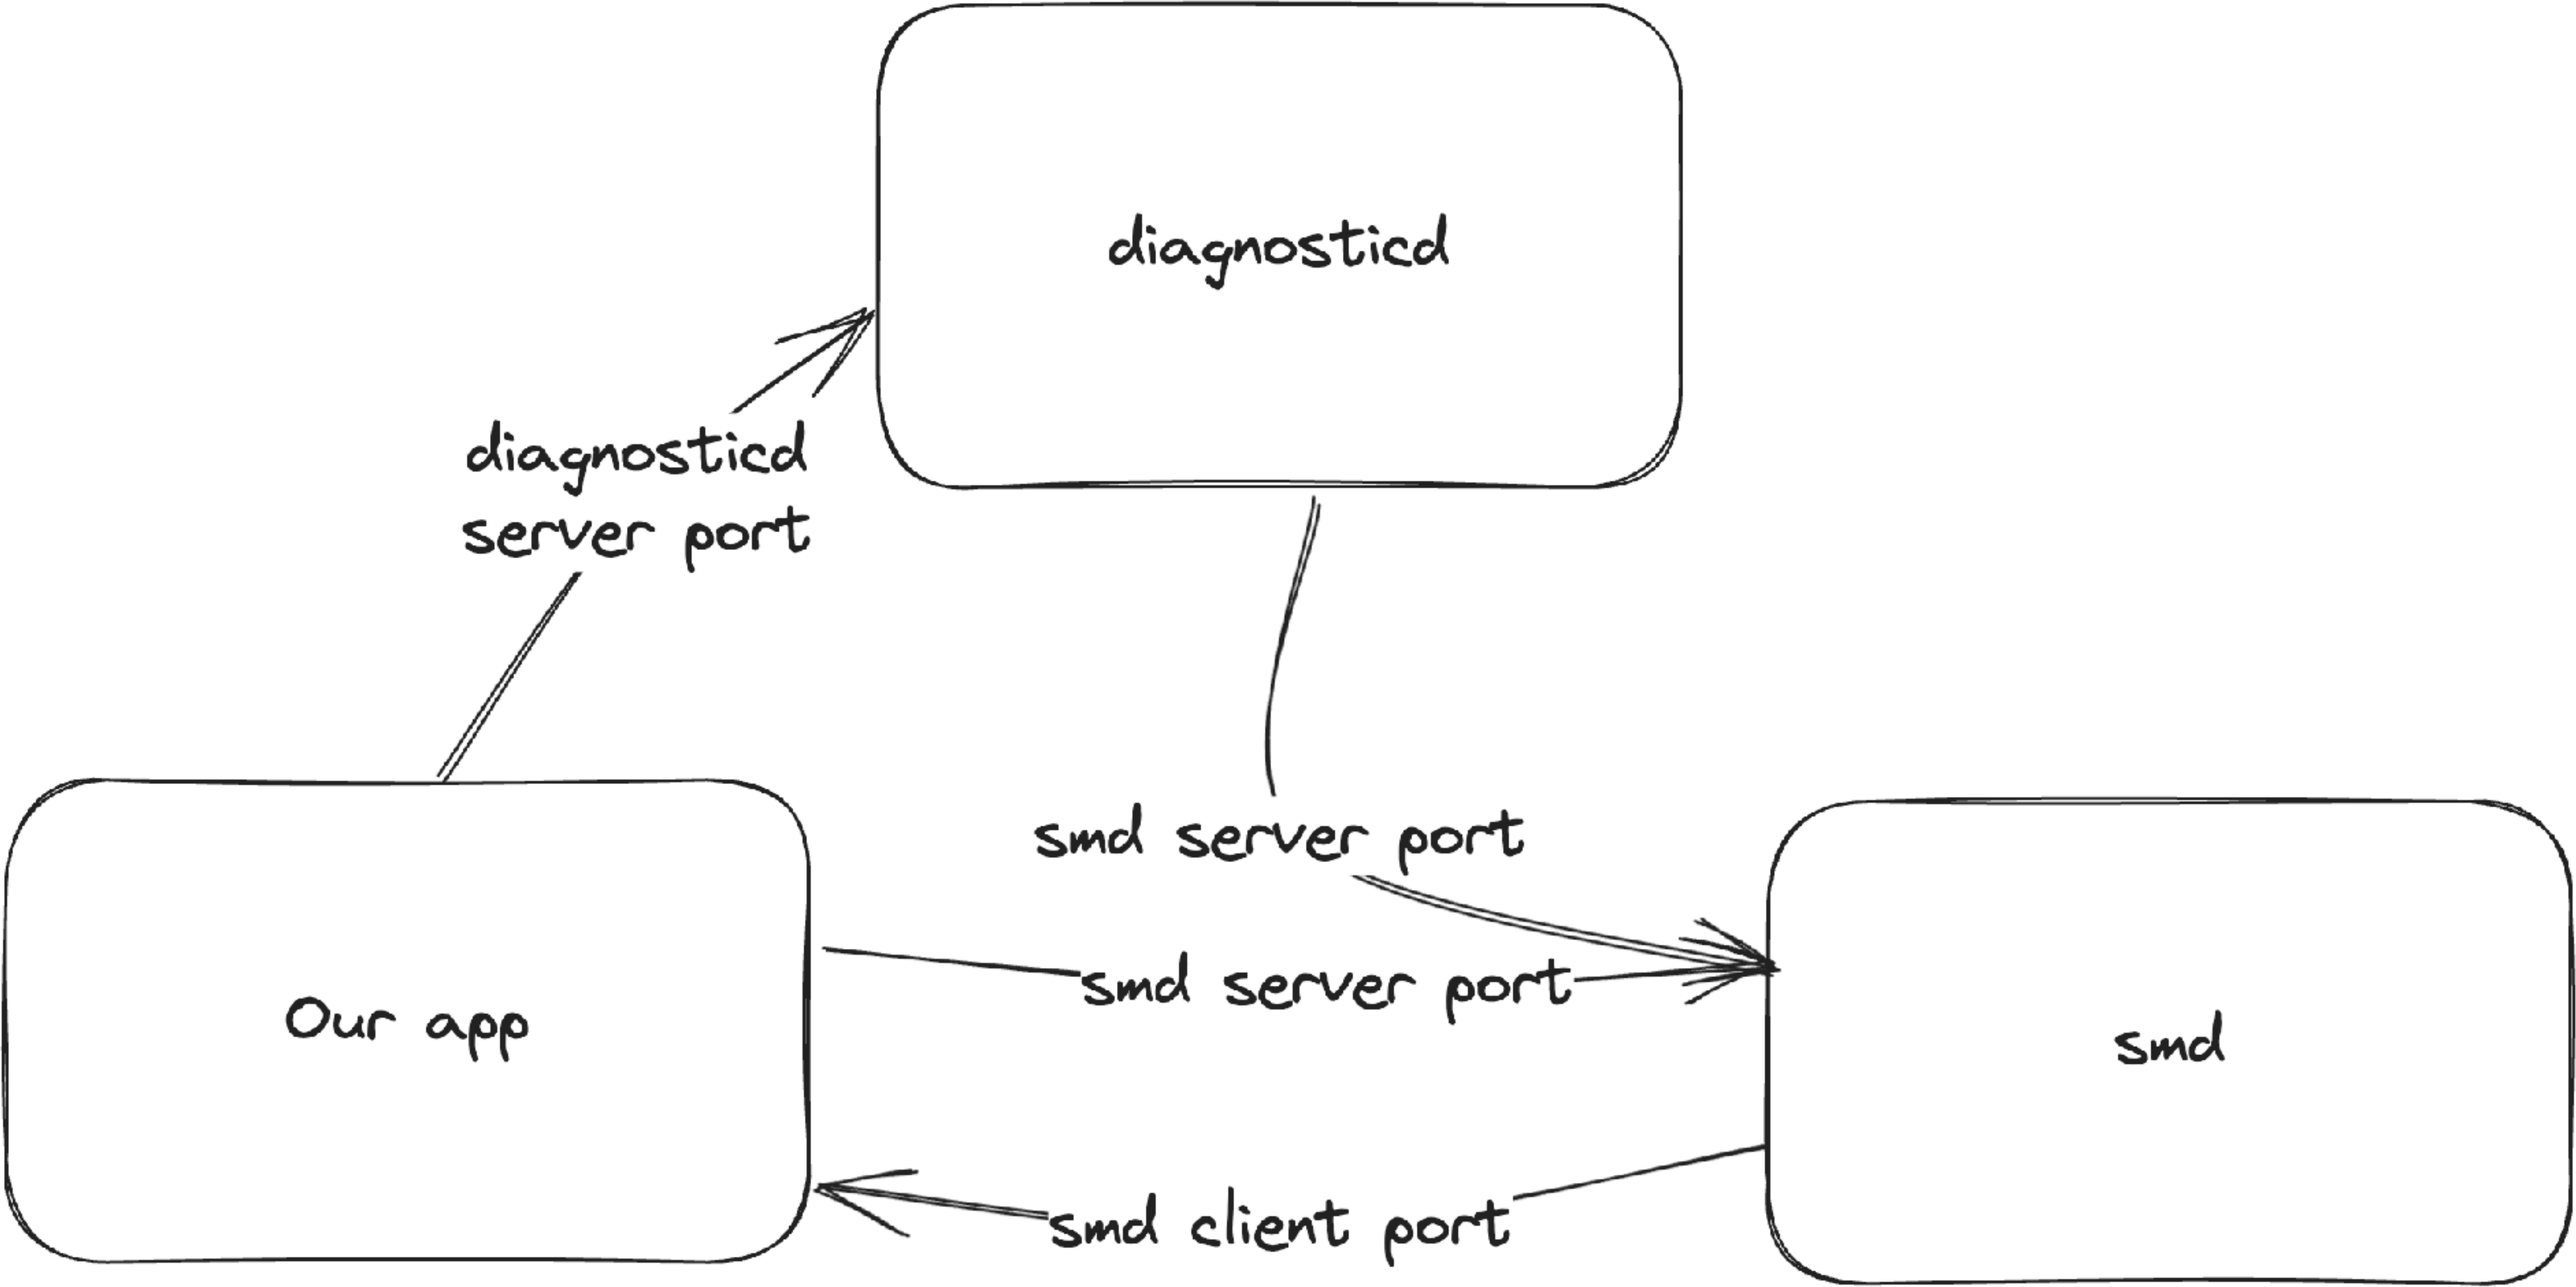 diagnosticd
diagnosticd
server port
smd server port
smd server port
Our app
smd
smd client port